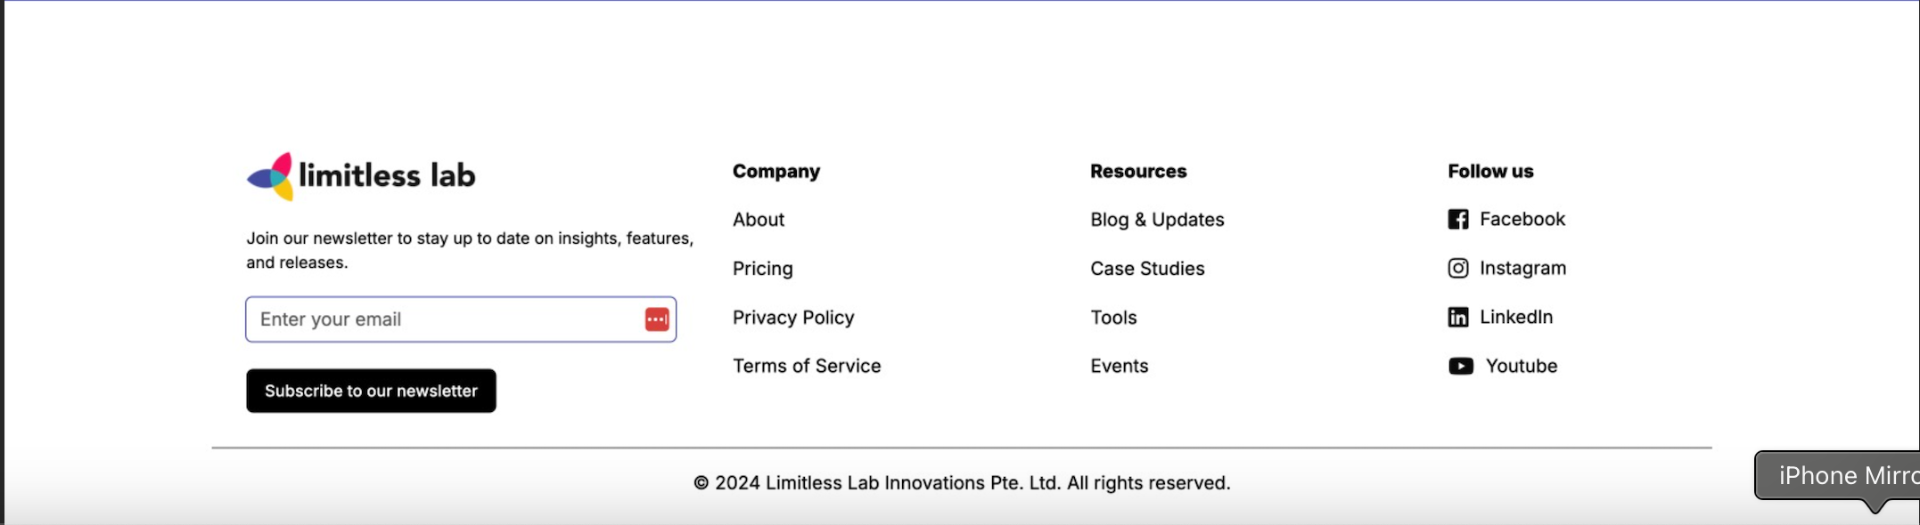 limitless lab
Join our newsletter to stay up to date on insights, features,
and releases.
Enter your email
Subscribe to our newsletter
Company
About
Pricing
Privacy Policy
Terms of Service
Resources
Blog & Updates
Case Studies
Tools
Events
Follow us
Facebook
Instagram
LinkedIn
Youtube
© 2024 Limitless Lab Innovations Pte. Ltd. All rights reserved.
iPhone Mirro